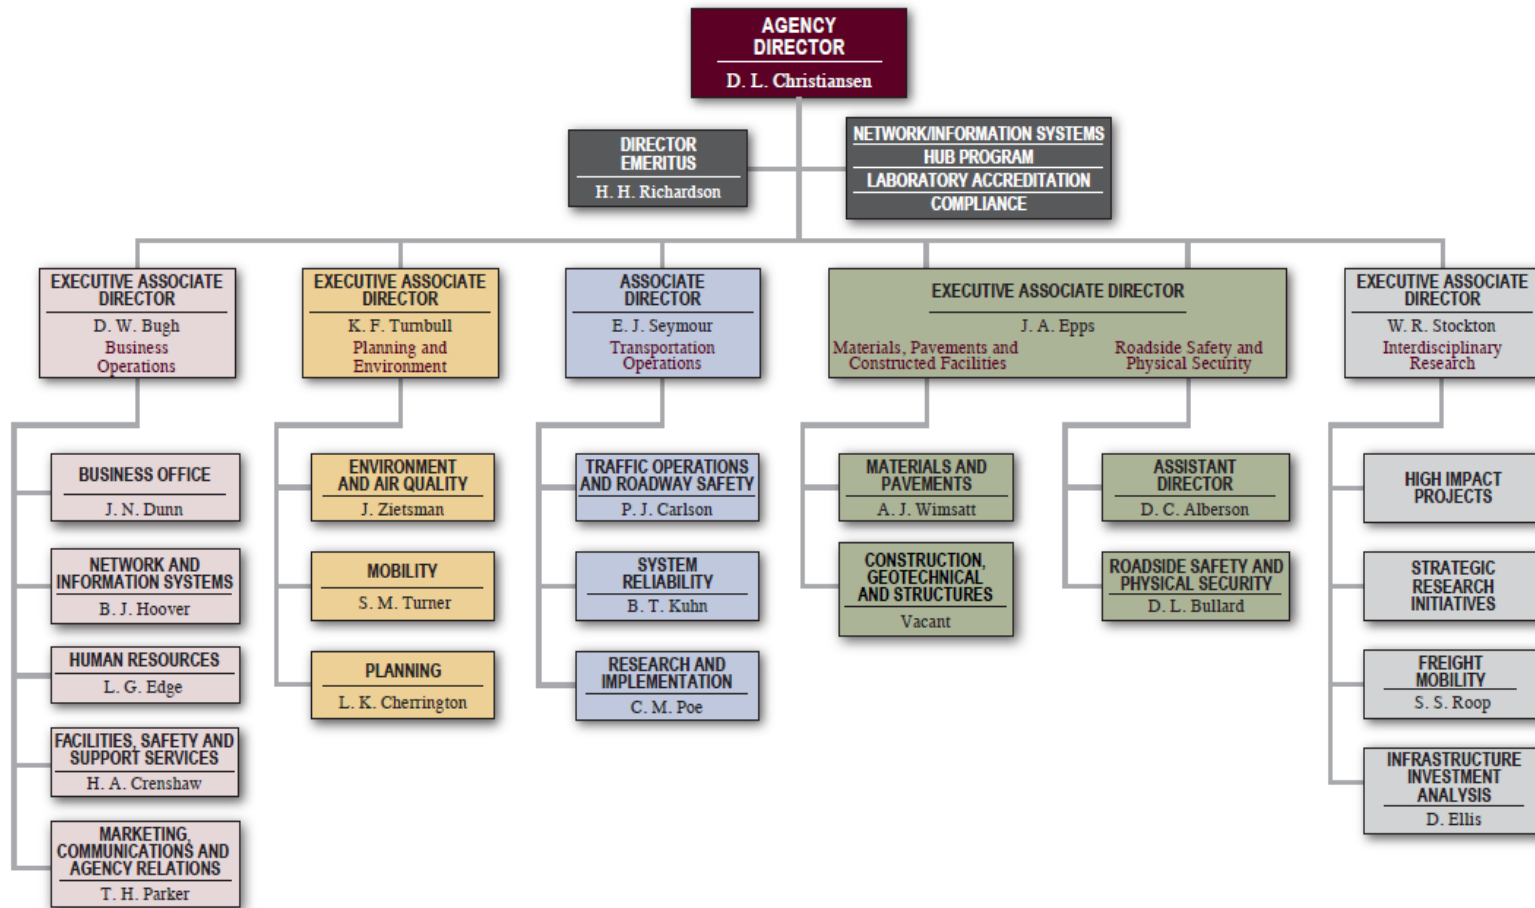 AGENCY
DIRECTOR
D. L. Christiansen
DIRECTOR
EMERITUS
H. H. Richardson
NETWORK/INFORMATION SYSTEMS
HUB PROGRAM
LABORATORY ACCREDITATION
COMPLIANCE
EXECUTIVE ASSOCIATE
DIRECTOR
D. W. Bugh
Business
Operations
EXECUTIVE ASSOCIATE
DIRECTOR
K. F. Turnbull
Planning and
Environment
ASSOCIATE
DIRECTOR
E. J. Seymour
Transportation
Operations
EXECUTIVE ASSOCIATE DIRECTOR
J. A. Epps
Materials, Pavements and
Constructed Facilities
Roadside Safety and
Physical Security
EXECUTIVE ASSOCIATE
DIRECTOR
W. R. Stockton
Interdisciplinary
Research
BUSINESS OFFICE
J. N. Dunn
NETWORK AND
INFORMATION SYSTEMS
B. J. Hoover
HUMAN RESOURCES
L. G. Edge
FACILITIES, SAFETY AND
SUPPORT SERVICES
H. A. Crenshaw
MARKETING,
COMMUNICATIONS AND
AGENCY RELATIONS
T. H. Parker
ENVIRONMENT
AND AIR QUALITY
J. Zietsman
MOBILITY
S. M. Turner
PLANNING
L. K. Cherrington
TRAFFIC OPERATIONS
AND ROADWAY SAFETY
P. J. Carlson
SYSTEM
RELIABILITY
B. T. Kuhn
RESEARCH AND
IMPLEMENTATION
C. M. Poe
MATERIALS AND
PAVEMENTS
A. J. Wimsatt
CONSTRUCTION,
GEOTECHNICAL
AND STRUCTURES
Vacant
ASSISTANT
DIRECTOR
D. C. Alberson
ROADSIDE SAFETY AND
PHYSICAL SECURITY
D. L. Bullard
HIGH IMPACT
PROJECTS
STRATEGIC
RESEARCH
INITIATIVES
FREIGHT
MOBILITY
S. S. Roop
INFRASTRUCTURE
INVESTMENT
ANALYSIS
D. Ellis